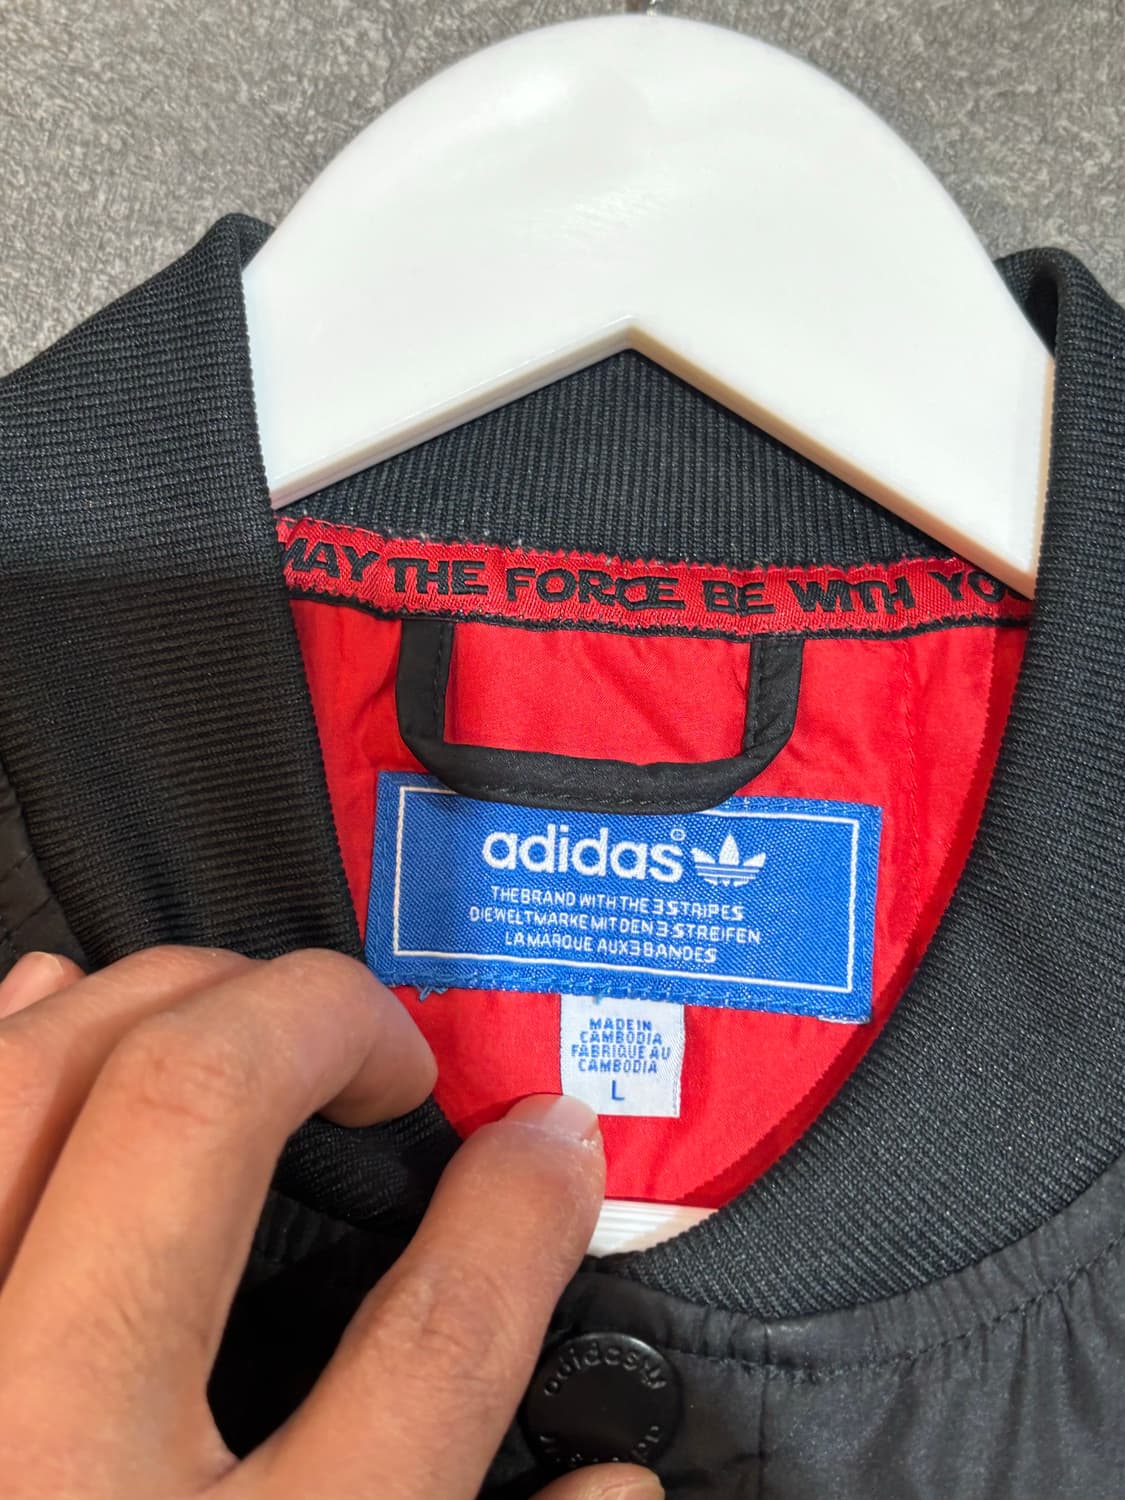 MAY THE FORCE BE WITH YO
adidas®
THE BRAND WITH THE 3 STRIPES
DIE WELTMARKE MIT DEN 3 STREIFEN
LA MARQUE AUX 3 BANDES
MADE IN
CAMBODIA
FABRIQUE AU
CAMBODIA
L
adidas